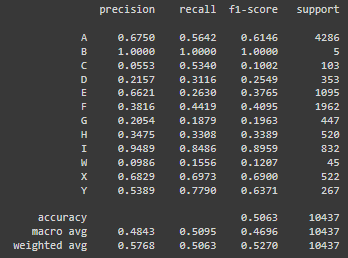 precision recall f1-score support
A 0.6750 0.5642 0.6146 4286
B 1.0000 1.0000 1.0000 5
C 0.0553 0.5340 0.1002 103
D 0.2157 0.3116 0.2549 353
E 0.6621 0.2630 0.3765 1095
F 0.3816 0.4419 0.4095 1962
G 0.2054 0.1879 0.1963 447
H 0.3475 0.3308 0.3389 520
I 0.9489 0.8486 0.8959 832
W 0.0986 0.1556 0.1207 45
X 0.6829 0.6973 0.6900 522
Y 0.5389 0.7790 0.6371 267
accuracy 0.5063 10437
macro avg 0.4843 0.5095 0.4696 10437
weighted avg 0.5768 0.5063 0.5270 10437